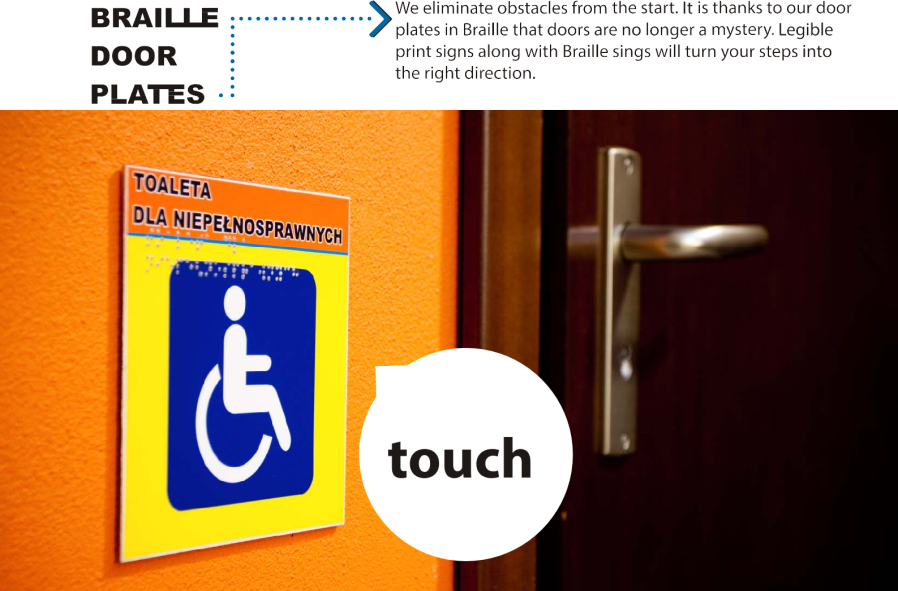 BRAILLE
DOOR
PLATES
We eliminate obstacles from the start. It is thanks to our door
plates in Braille that doors are no longer a mystery. Legible
print signs along with Braille sings will turn your steps into
the right direction.
TOALETA
DLA NIEPEŁNOSPRAWNYCH
touch